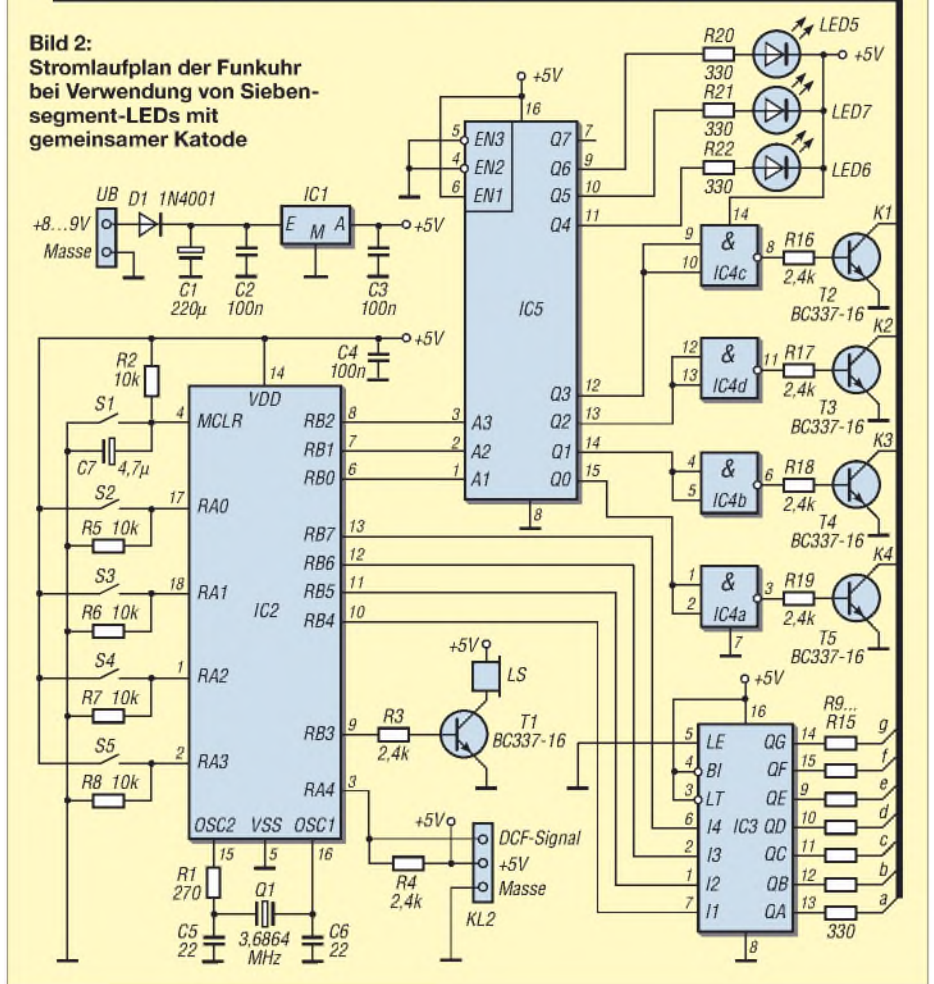 Bild 2:
Stromlaufplan der Funkuhr
bei Verwendung von Sieben-
segment-LEDs mit
gemeinsamer Katode
UB
D1 1N4001
+8...9V
Masse
C1
220µ
C2
100n
IC1
E M A
+5V
C3
100n
+5V
16
5 EN3
4 EN2
6 EN1
Q7 7
Q6 9
Q5 10
Q4 11
IC5
Q3 12
Q2 13
Q1 14
Q0 15
3 A3
2 A2
1 A1
8
R20
330
LED5
+5V
R21
330
LED7
R22
330
LED6
14
9
10
&
IC4c
8
R16
2,4k
K1
T2
BC337-16
12
13
&
IC4d
11
R17
2,4k
K2
T3
BC337-16
4
5
&
IC4b
6
R18
2,4k
K3
T4
BC337-16
1
2
&
IC4a
3
7
R19
2,4k
K4
T5
BC337-16
+5V
C4
100n
R2
10k
14
VDD
S1
4 MCLR
C7 4,7µ
S2
17 RA0
R5 10k
S3
18 RA1
R6 10k
S4
1 RA2
R7 10k
S5
2 RA3
R8 10k
IC2
RB2 8
RB1 7
RB0 6
RB7 13
RB6 12
RB5 11
RB4 10
RB3 9
RA4 3
OSC2 VSS OSC1
15 5 16
R1
270
Q1
3,6864
MHz
C5
22
C6
22
R3
2,4k
+5V
LS
T1
BC337-16
+5V
R4
2,4k
DCF-Signal
+5V
Masse
KL2
+5V
16
5 LE
4 BI
3 LT
6 I4
2 I3
1 I2
7 I1
IC3
QG 14
QF 15
QE 9
QD 10
QC 11
QB 12
QA 13
8
R9...
R15
330
g
f
e
d
c
b
a